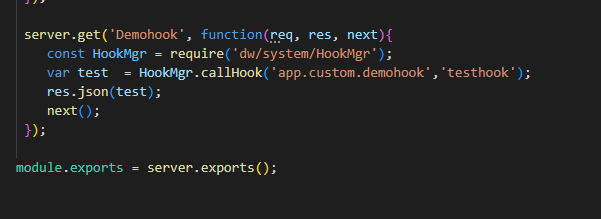 });
server.get('Demohook', function(req, res, next){
const HookMgr = require('dw/system/HookMgr');
var test  = HookMgr.callHook('app.custom.demohook','testhook');
res.json(test);
next();
});
module.exports = server.exports();